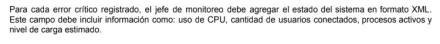 Para cada error crítico registrado, el jefe de monitoreo debe agregar el estado del sistema en formato XML.
Este campo debe incluir información como: uso de CPU, cantidad de usuarios conectados, procesos activos y
nivel de carga estimado.